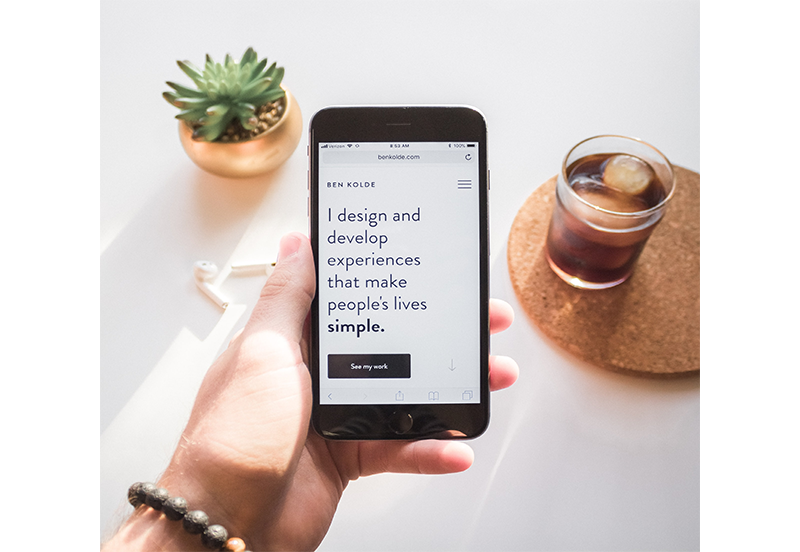 Verizon 8:53 AM 100%
benkolde.com
BEN KOLDE
I design and
develop
experiences
that make
people's lives
simple.
See my work